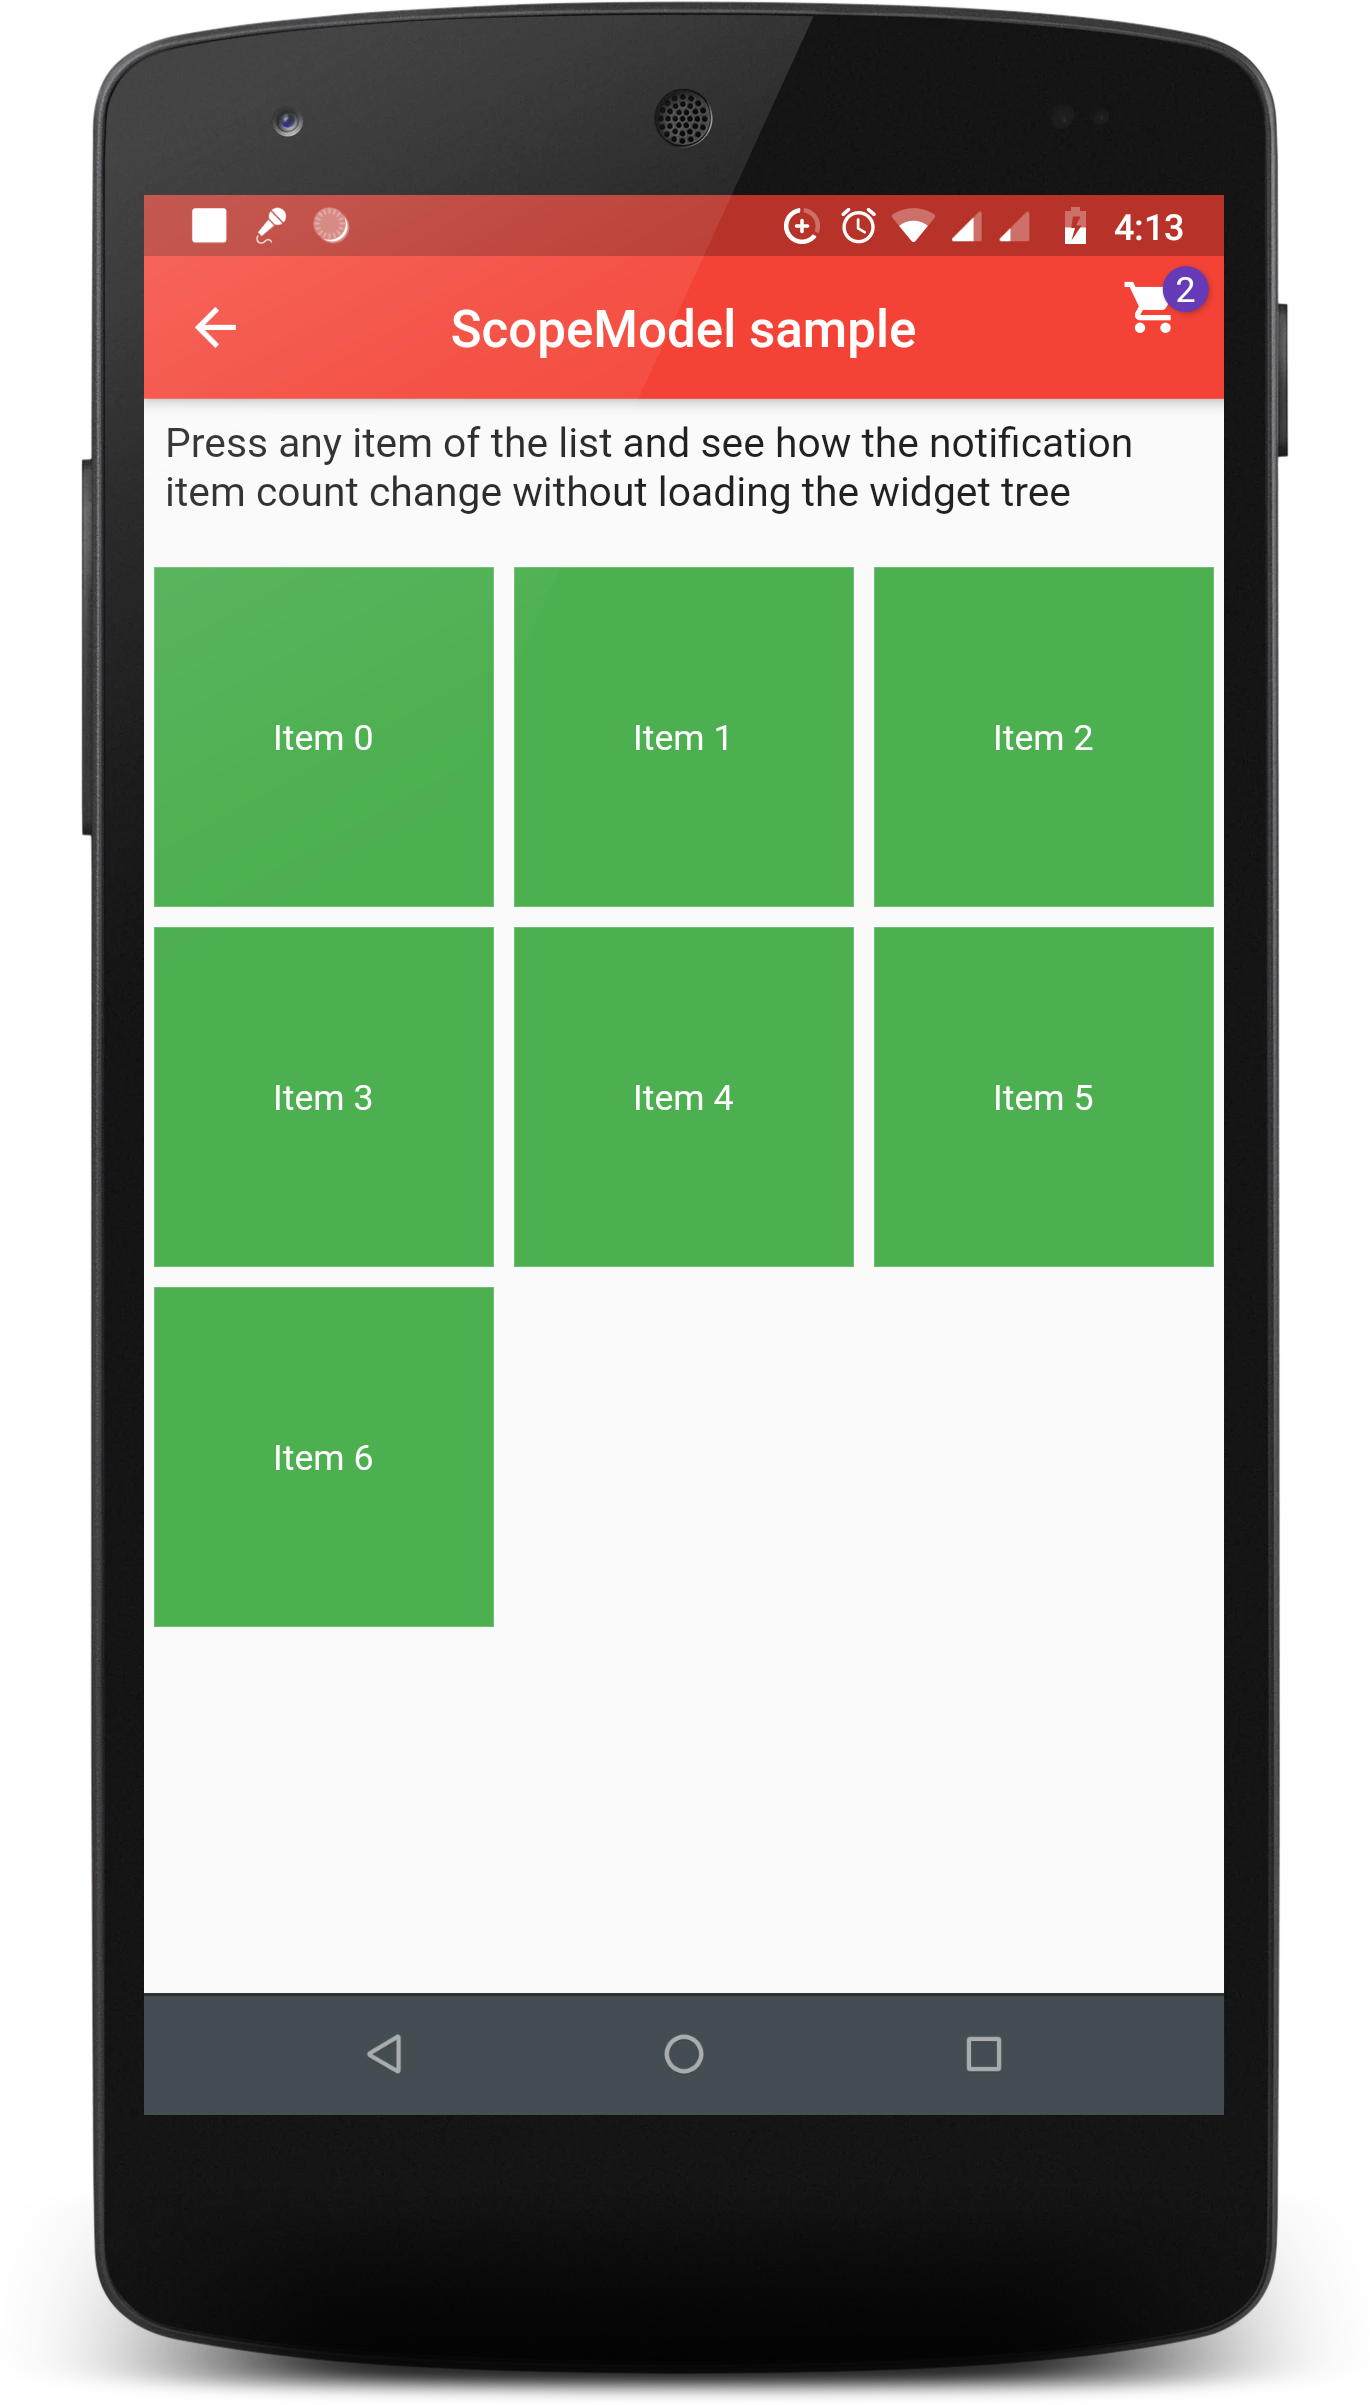 4:13
ScopeModel sample
2
Press any item of the list and see how the notification
item count change without loading the widget tree
Item 0
Item 1
Item 2
Item 3
Item 4
Item 5
Item 6